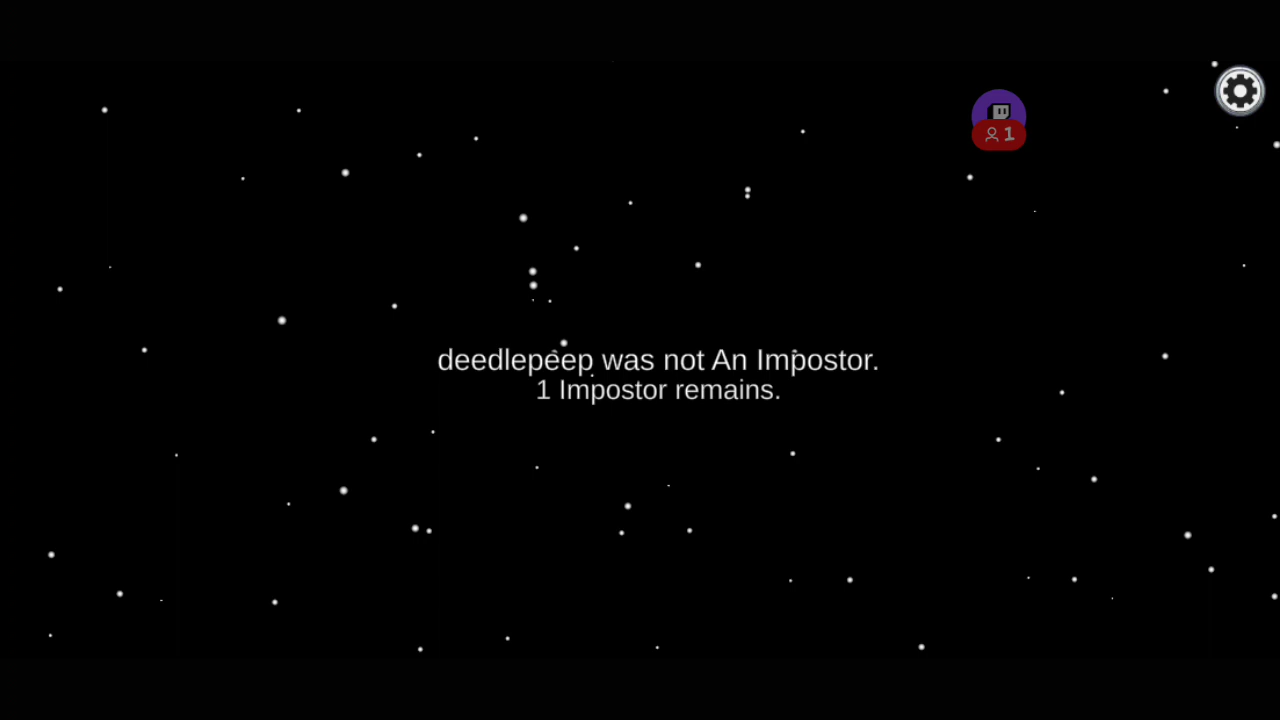 1
deedlepeep was not An Impostor.
1 Impostor remains.